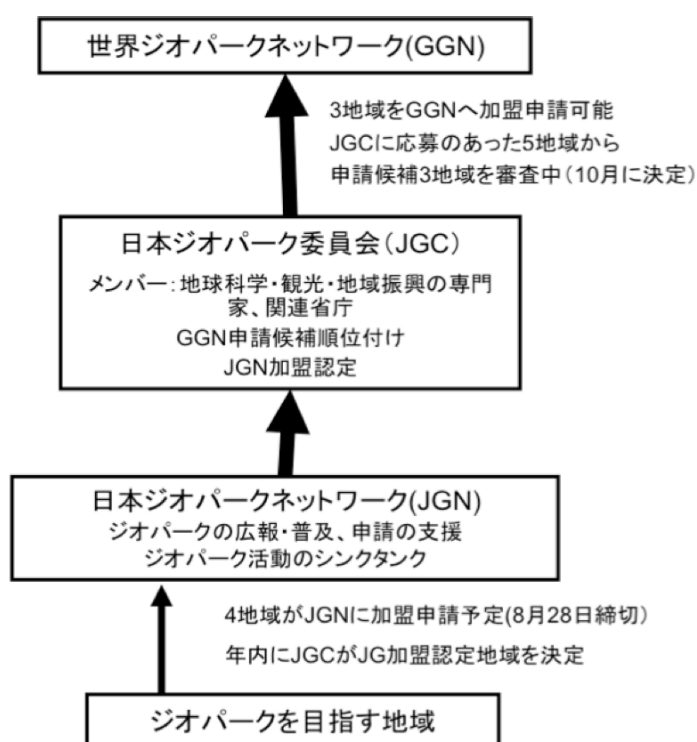 世界ジオパークネットワーク(GGN)
3地域をGGNへ加盟申請可能
JGCに応募のあった5地域から
申請候補3地域を審査中(10月に決定)
日本ジオパーク委員会(JGC)
メンバー:地球科学・観光・地域振興の専門
家、関連省庁
GGN申請候補順位付け
JGN加盟認定
日本ジオパークネットワーク(JGN)
ジオパークの広報・普及、申請の支援
ジオパーク活動のシンクタンク
4地域がJGNに加盟申請予定(8月28日締切)
年内にJGCがJG加盟認定地域を決定
ジオパークを目指す地域